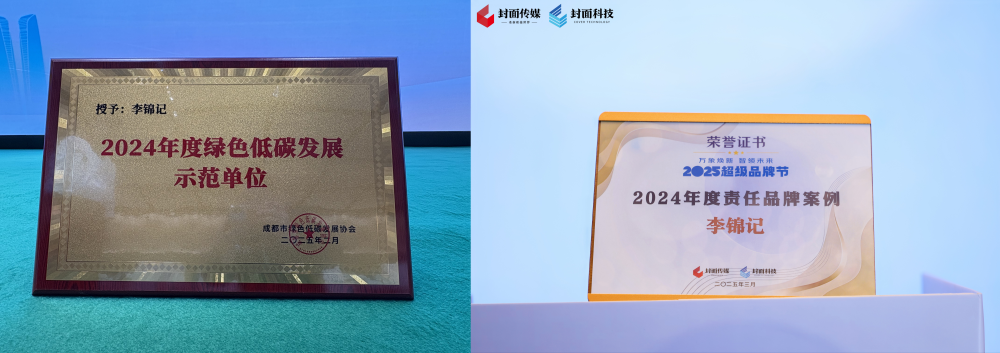 授予：李锦记
2024年度绿色低碳发展
示范单位
成都市绿色低碳发展协会
二〇二五年二月
封面传媒
封面科技
COVER TECHNOLOGY
荣誉证书
万象焕新 智领未来
2025超级品牌节
2024年度责任品牌案例
李锦记
封面传媒
封面科技
二〇二五年三月